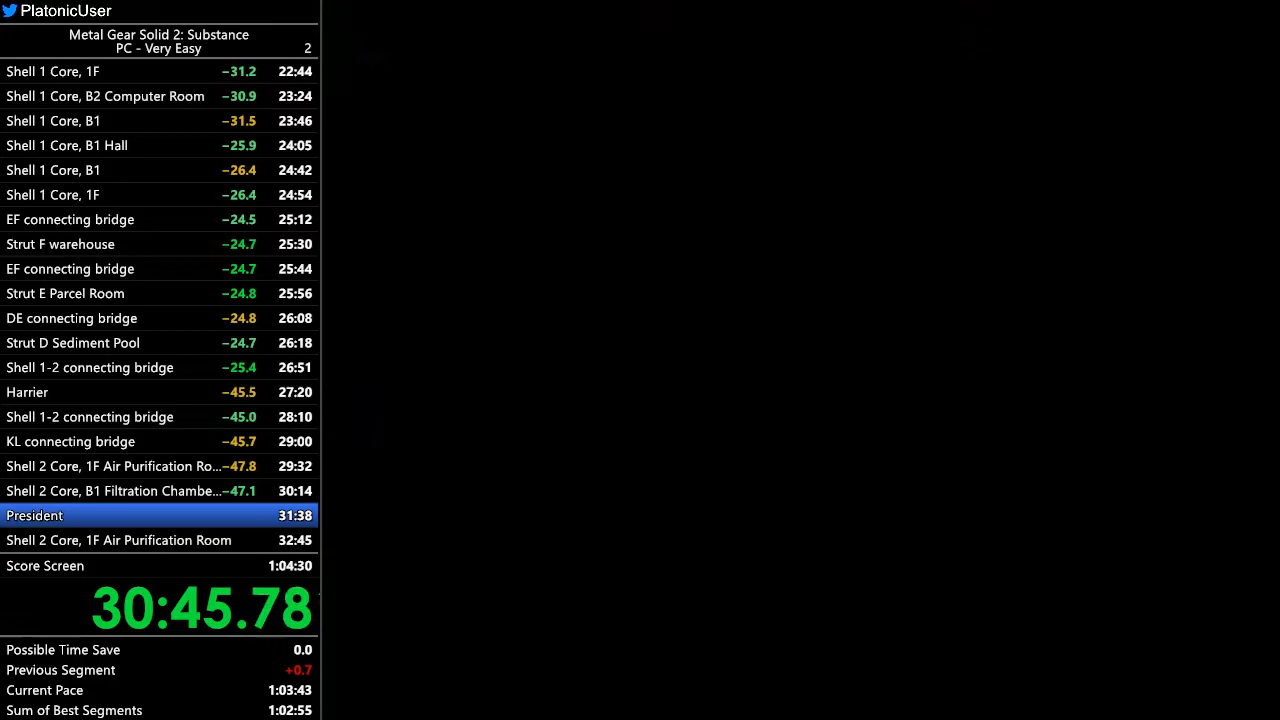 PlatonicUser
Metal Gear Solid 2: Substance
PC - Very Easy 2
Shell 1 Core, 1F −31.2 22:44
Shell 1 Core, B2 Computer Room −30.9 23:24
Shell 1 Core, B1 −31.5 23:46
Shell 1 Core, B1 Hall −25.9 24:05
Shell 1 Core, B1 −26.4 24:42
Shell 1 Core, 1F −26.4 24:54
EF connecting bridge −24.5 25:12
Strut F warehouse −24.7 25:30
EF connecting bridge −24.7 25:44
Strut E Parcel Room −24.8 25:56
DE connecting bridge −24.8 26:08
Strut D Sediment Pool −24.7 26:18
Shell 1-2 connecting bridge −25.4 26:51
Harrier −45.5 27:20
Shell 1-2 connecting bridge −45.0 28:10
KL connecting bridge −45.7 29:00
Shell 2 Core, 1F Air Purification Ro... −47.8 29:32
Shell 2 Core, B1 Filtration Chambe... −47.1 30:14
President 31:38
Shell 2 Core, 1F Air Purification Room 32:45
Score Screen 1:04:30
30:45.78
Possible Time Save 0.0
Previous Segment +0.7
Current Pace 1:03:43
Sum of Best Segments 1:02:55